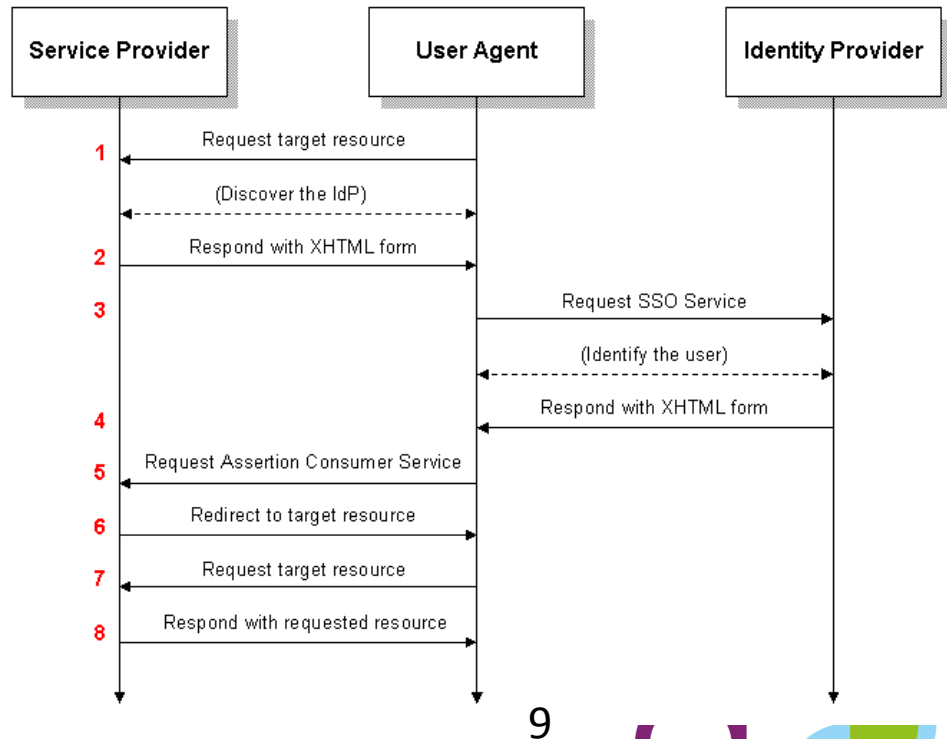 Service Provider
User Agent
Identity Provider
1
Request target resource
(Discover the IdP)
2
Respond with XHTML form
3
Request SSO Service
(Identify the user)
4
Respond with XHTML form
5
Request Assertion Consumer Service
6
Redirect to target resource
7
Request target resource
8
Respond with requested resource
9